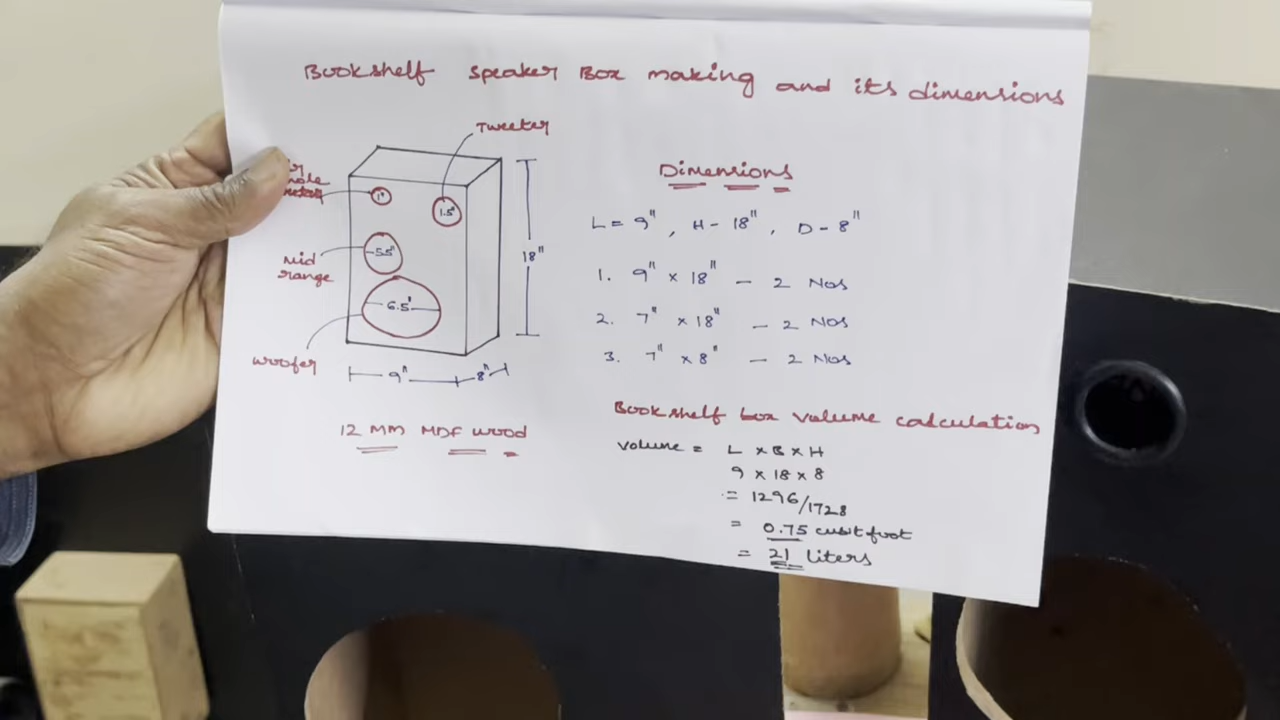 Bookshelf speaker Box making and its dimensions
Tweeter
hole
1"
1.5"
Mid range
5.5"
6.5"
woofer
18"
9"
8"
12 MM MDF wood
Dimensions
L = 9", H - 18", D - 8"
1. 9" x 18" - 2 Nos
2. 7" x 18" - 2 Nos
3. 7" x 8" - 2 Nos
Bookshelf box volume calculation
volume = L x B x H
9 x 18 x 8
= 1296/1728
= 0.75 cubit foot
= 21 liters